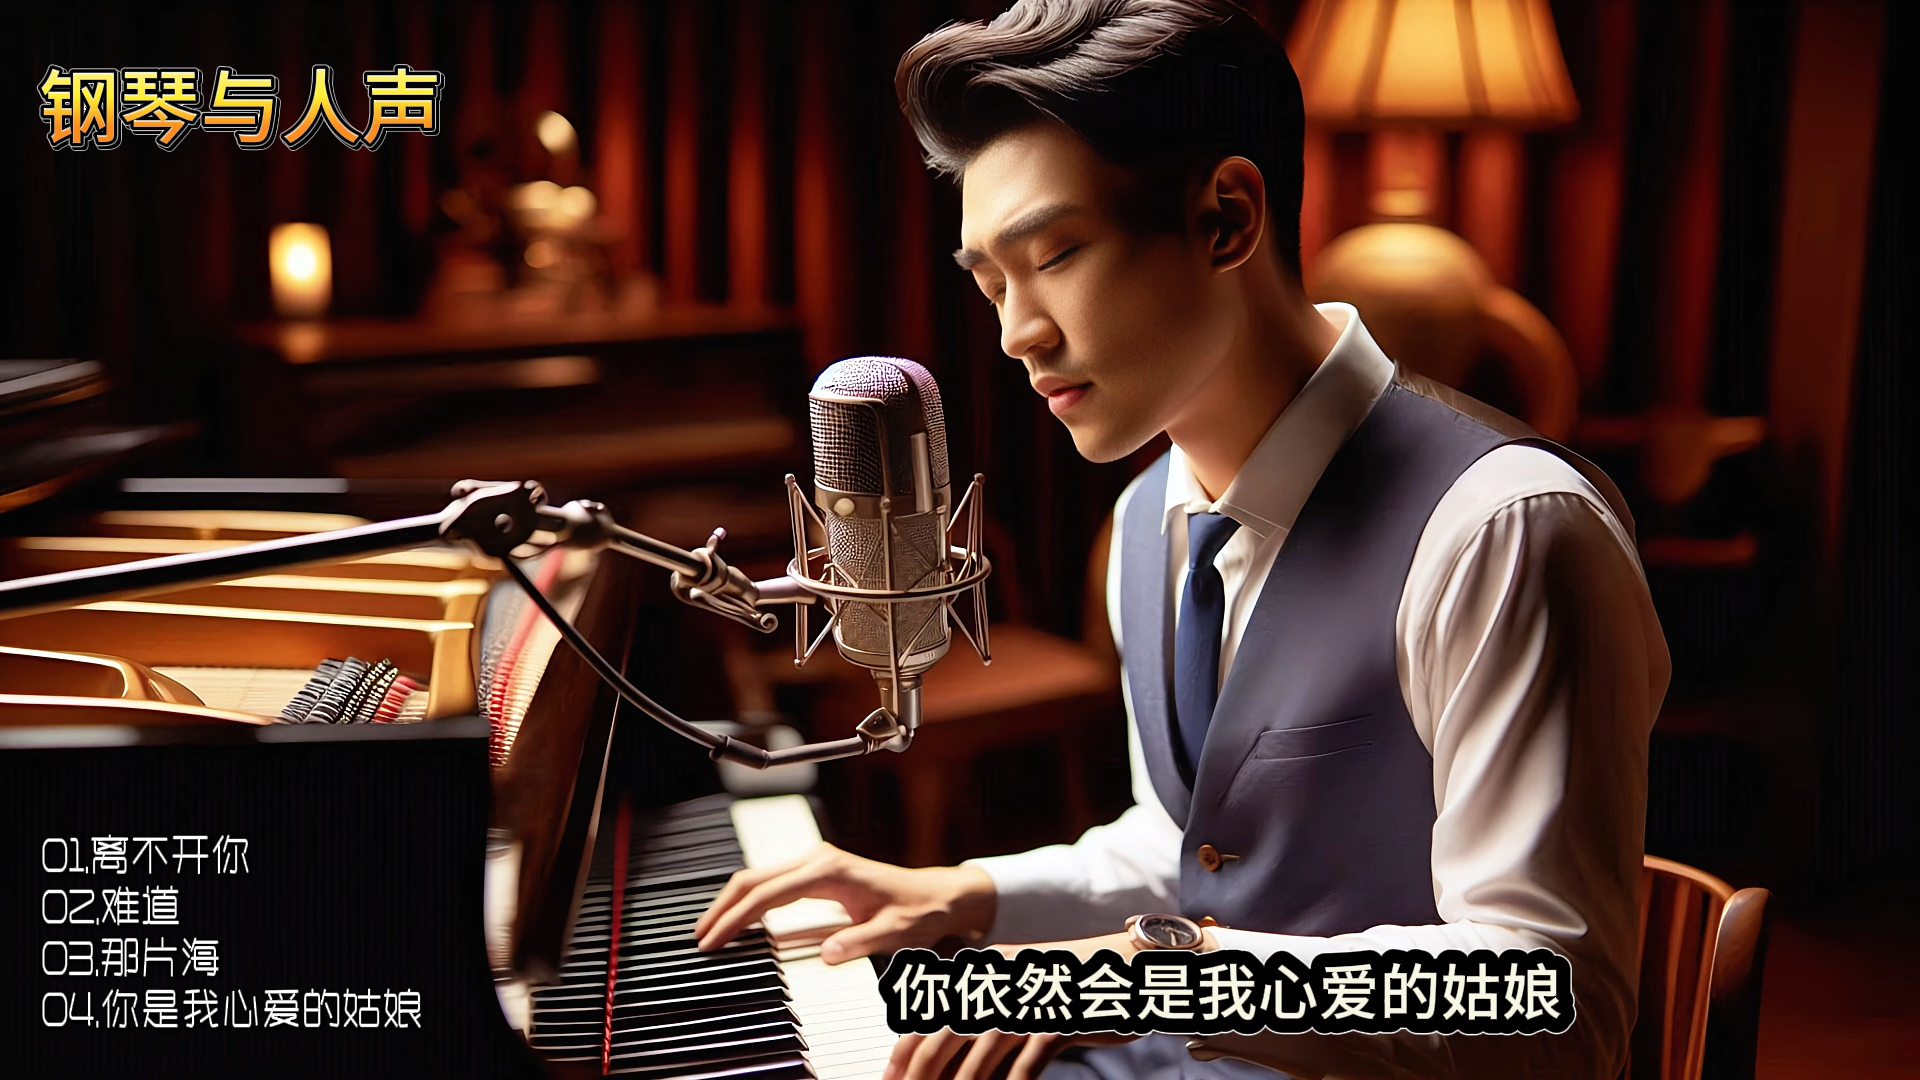 钢琴与人声
01.离不开你
02.难道
03.那片海
04.你是我心爱的姑娘
你依然会是我心爱的姑娘